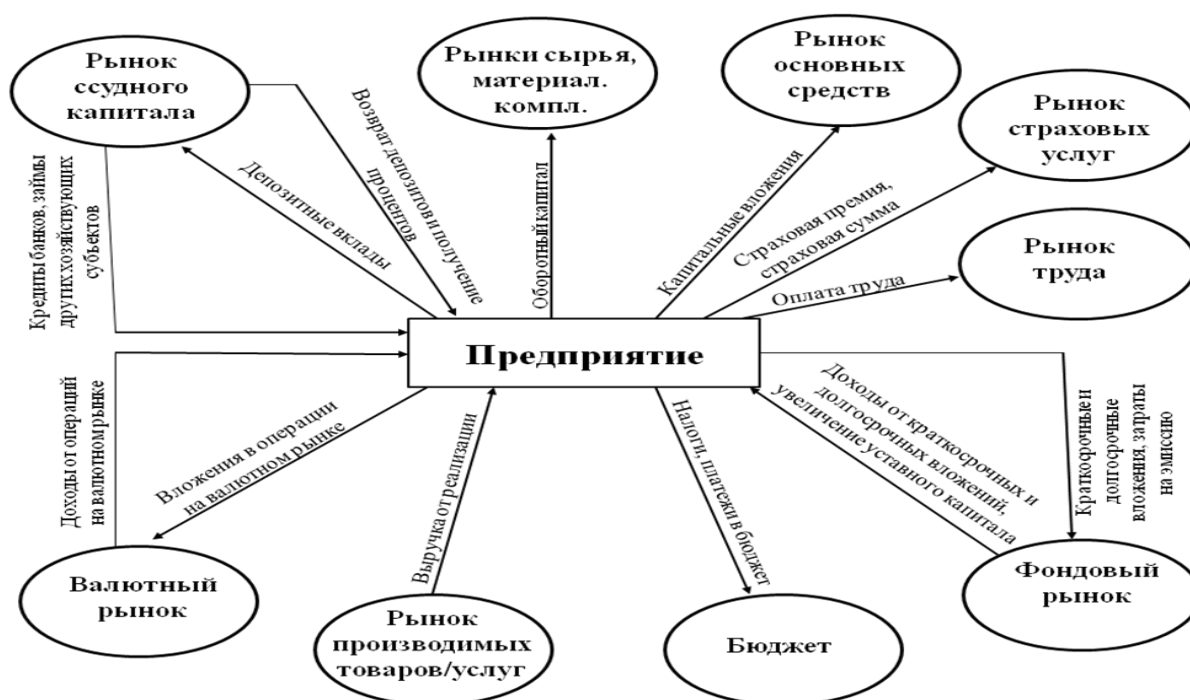 Рынок
ссудного
капитала
Рынки сырья,
материал.
компл.
Рынок
основных
средств
Рынок
страховых
услуг
Рынок
труда
Кредиты банков, займы
других хозяйствующих
субъектов
Депозитные вклады
Возврат депозитов и получение
процентов
Оборотный капитал
Капитальные вложения
Страховая премия,
страховая сумма
Оплата труда
Предприятие
Доходы от операций
на валютном рынке
Вложения в операции
на валютном рынке
Выручка от реализации
Налоги, платежи в бюджет
Доходы от краткосрочных и
долгосрочных вложений,
увеличение уставного капитала
Краткосрочные и
долгосрочные
вложения, затраты
на эмиссию
Валютный
рынок
Рынок
производимых
товаров/услуг
Бюджет
Фондовый
рынок